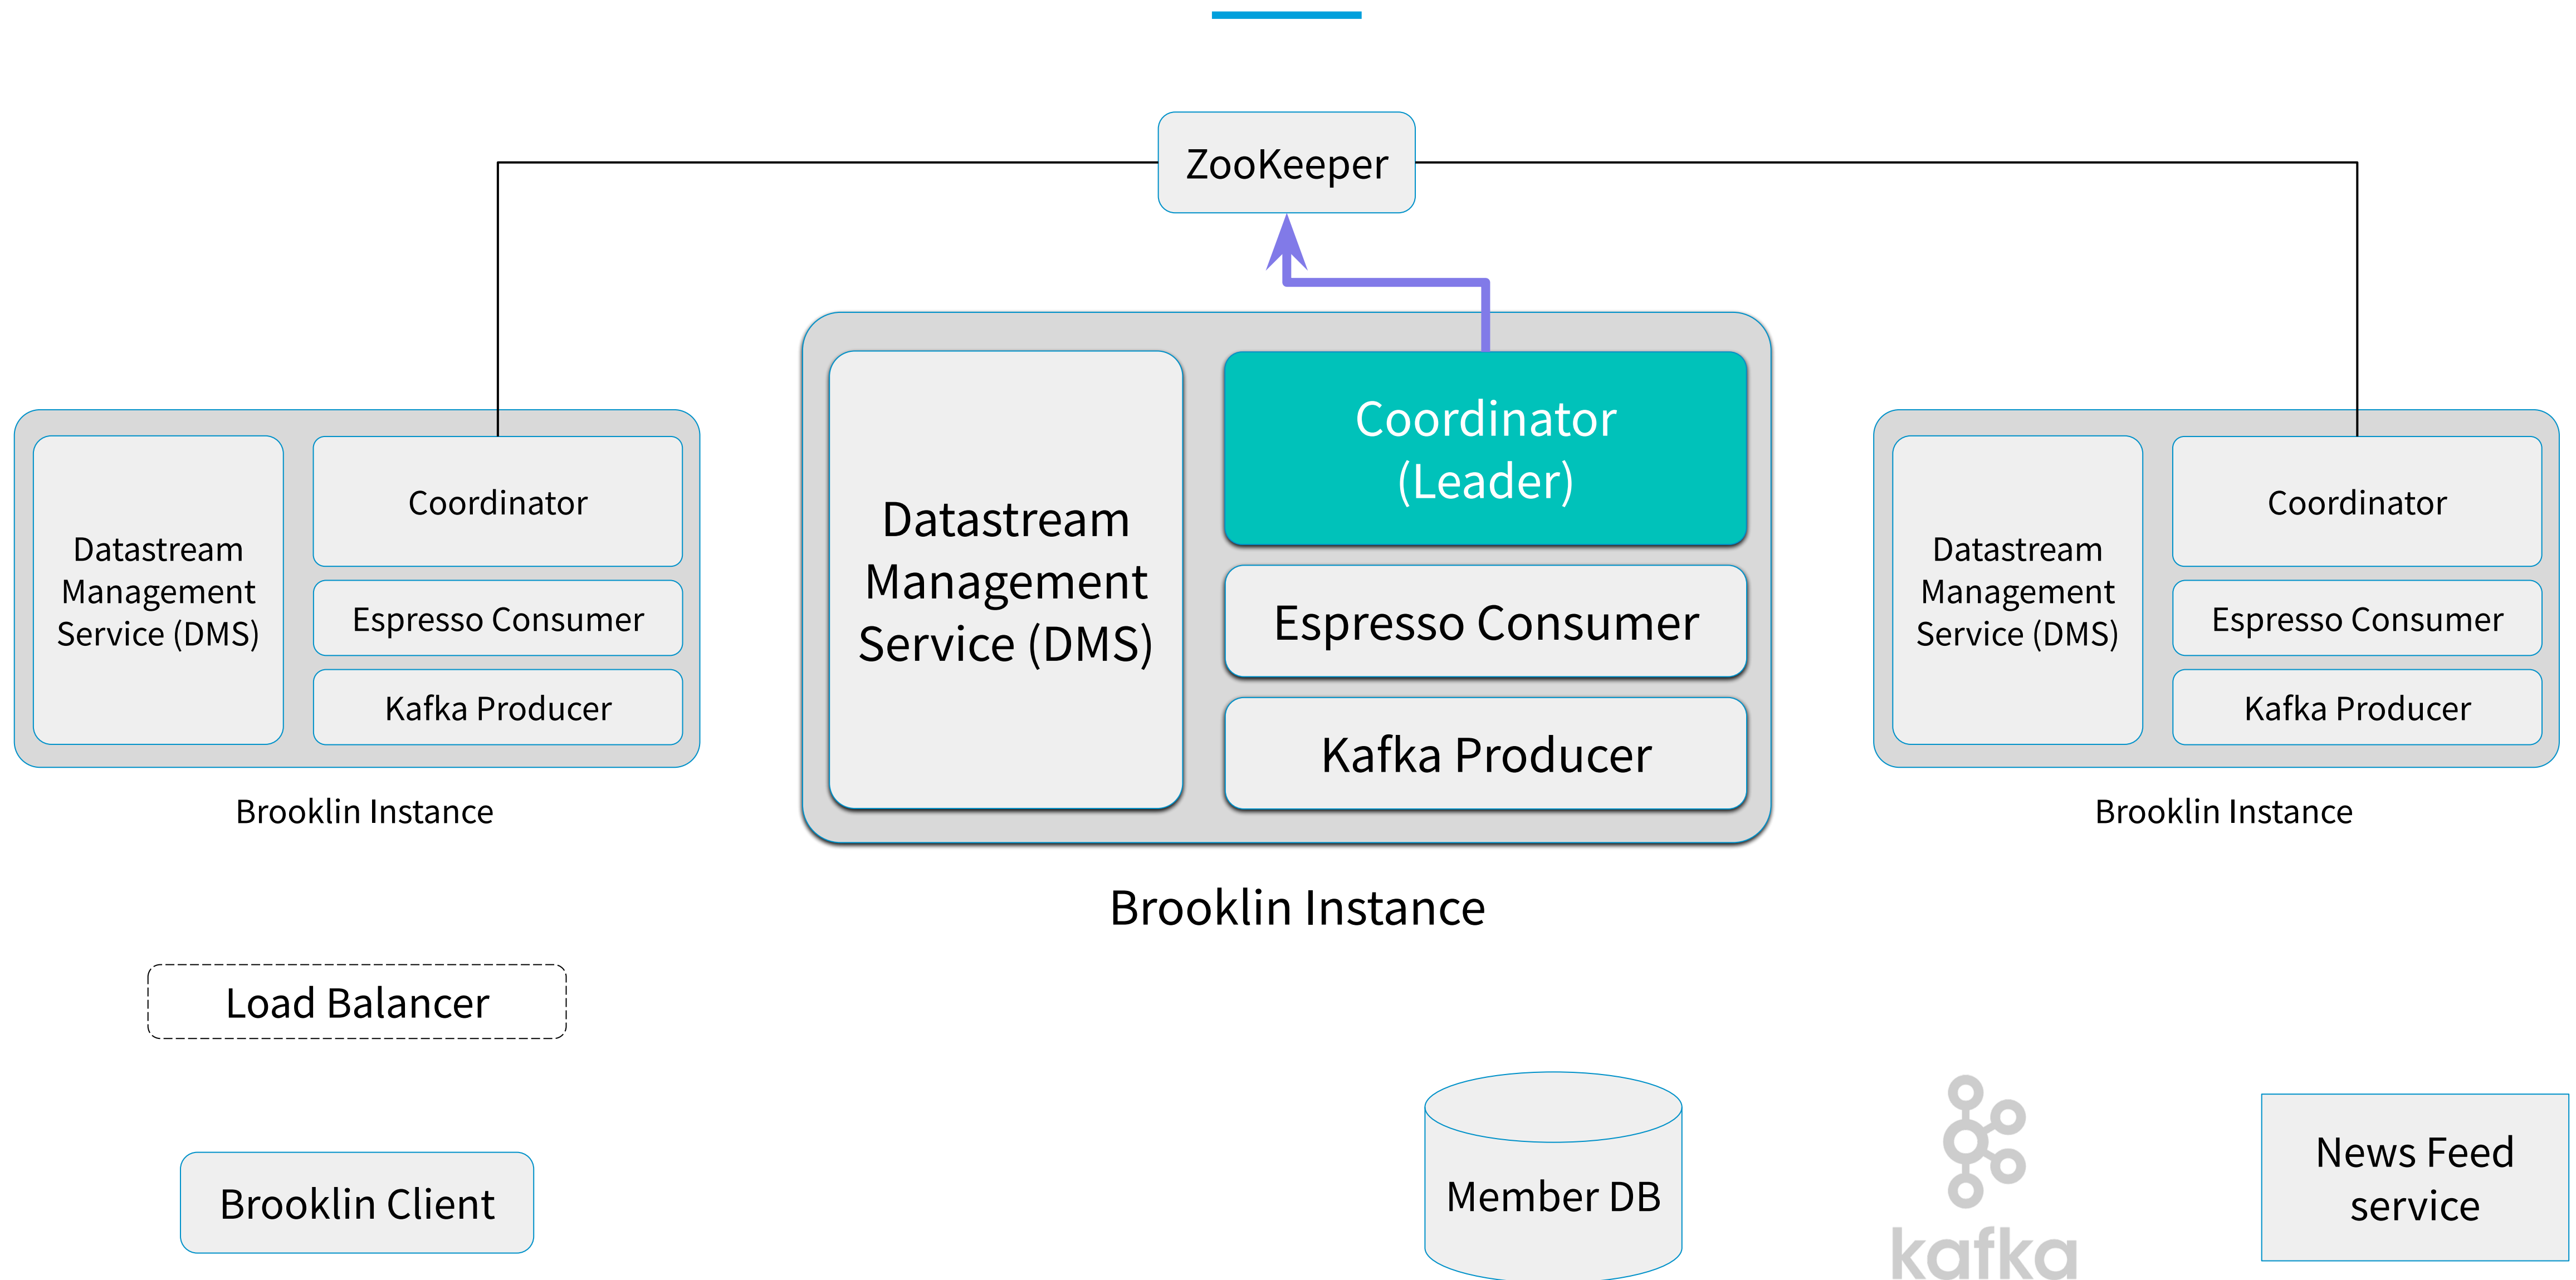 ZooKeeper
Datastream
Management
Service (DMS)
Coordinator
Espresso Consumer
Kafka Producer
Brooklin Instance
Datastream
Management
Service (DMS)
Coordinator
(Leader)
Espresso Consumer
Kafka Producer
Brooklin Instance
Datastream
Management
Service (DMS)
Coordinator
Espresso Consumer
Kafka Producer
Brooklin Instance
Load Balancer
Brooklin Client
Member DB
kafka
News Feed
service